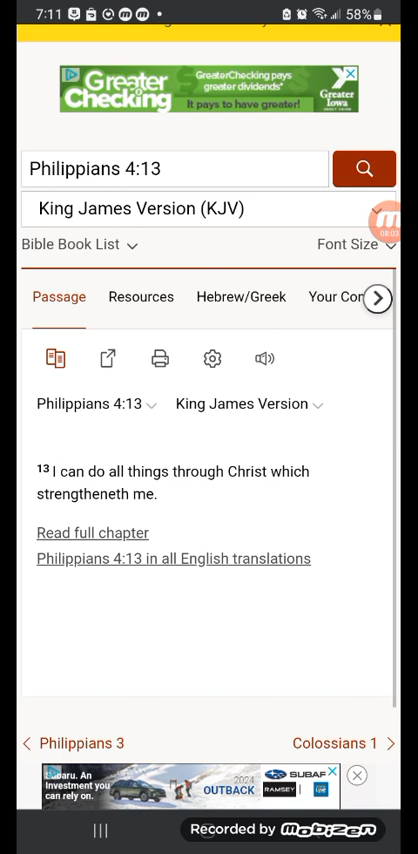 7:11
58%
Greater Checking
GreaterChecking pays greater dividends*
It pays to have greater!
Greater Iowa
Philippians 4:13
King James Version (KJV)
08:03
Bible Book List
Font Size
Passage Resources Hebrew/Greek Your Con
Philippians 4:13 King James Version
13 I can do all things through Christ which
strengtheneth me.
Read full chapter
Philippians 4:13 in all English translations
Philippians 3
Colossians 1
Subaru. An
investment you
can rely on.
2024
OUTBACK
SUBAR
RAMSEY
Recorded by mobizen